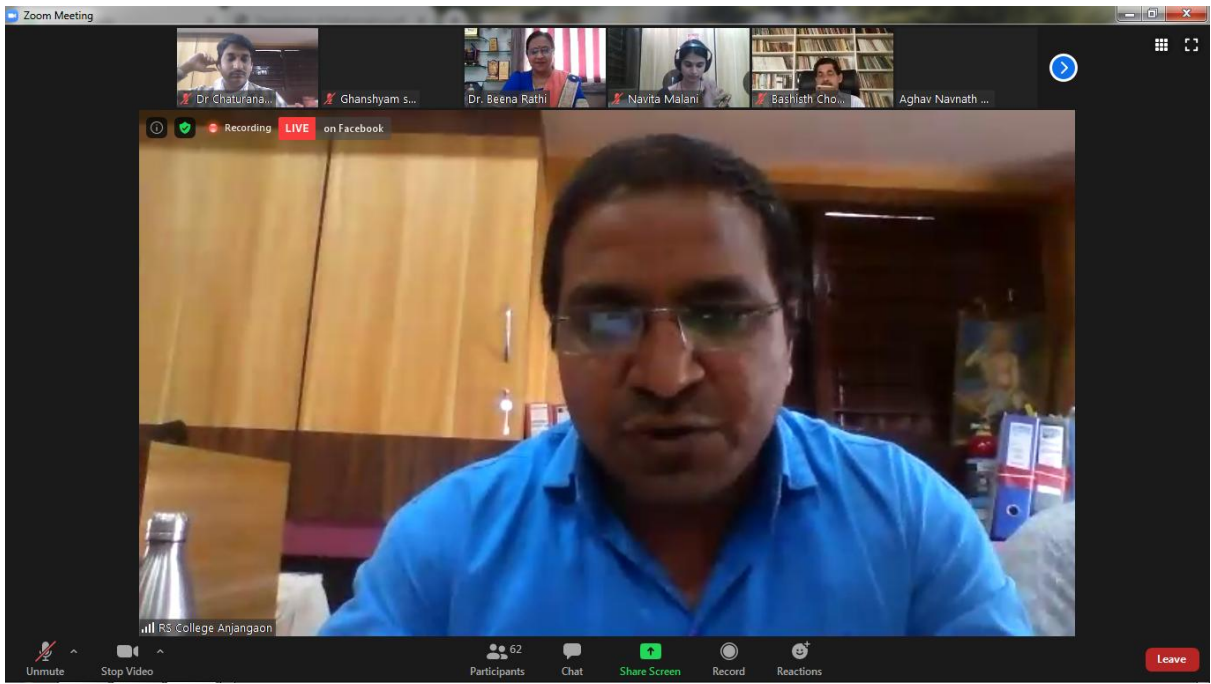 Zoom Meeting
Dr Chaturana...
Ghanshyam s...
Dr. Beena Rathi
Navita Malani
Bashisth Cho...
Aghav Navnath ...
Recording LIVE on Facebook
RS College Anjangaon
62
Unmute
Stop Video
Participants
Chat
Share Screen
Record
Reactions
Leave